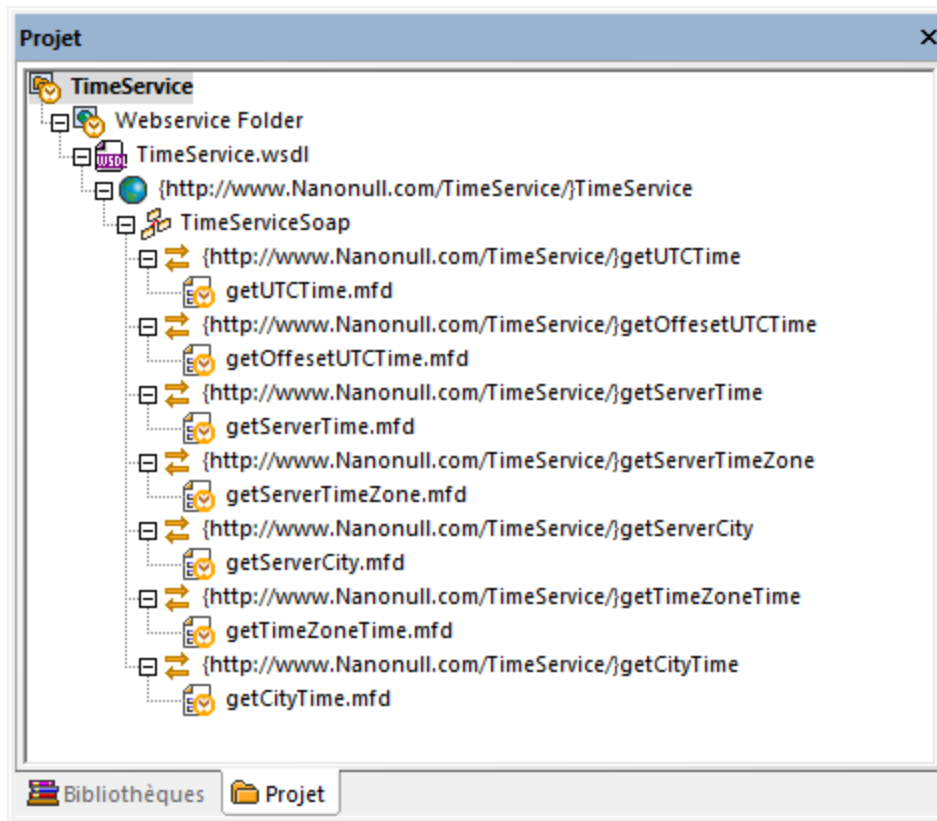 Projet
TimeService
Webservice Folder
WSDL
TimeService.wsdl
{http://www.Nanonull.com/TimeService/}TimeService
TimeServiceSoap
{http://www.Nanonull.com/TimeService/}getUTCTime
getUTCTime.mfd
{http://www.Nanonull.com/TimeService/}getOffesetUTCTime
getOffesetUTCTime.mfd
{http://www.Nanonull.com/TimeService/}getServerTime
getServerTime.mfd
{http://www.Nanonull.com/TimeService/}getServerTimeZone
getServerTimeZone.mfd
{http://www.Nanonull.com/TimeService/}getServerCity
getServerCity.mfd
{http://www.Nanonull.com/TimeService/}getTimeZoneTime
getTimeZoneTime.mfd
{http://www.Nanonull.com/TimeService/}getCityTime
getCityTime.mfd
Bibliothèques Projet